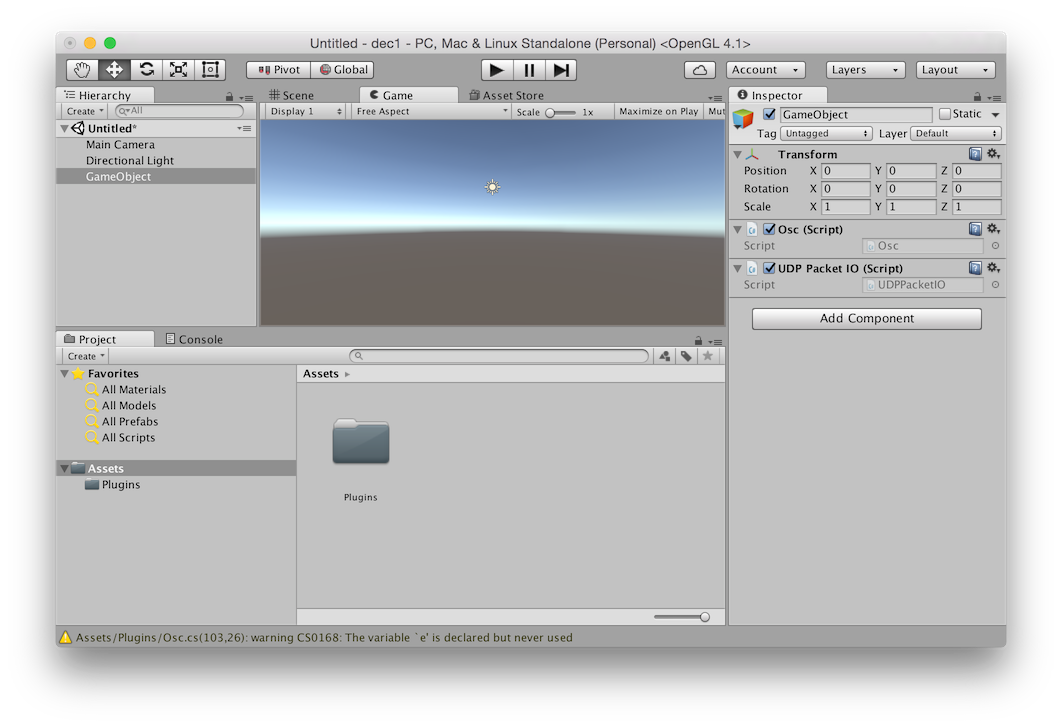 Untitled - dec1 - PC, Mac & Linux Standalone (Personal) <OpenGL 4.1>
Pivot Global Account Layers Layout
Hierarchy
Create All
Untitled*
Main Camera
Directional Light
GameObject
Scene Game Asset Store
Display 1 Free Aspect Scale 1x Maximize on Play Mut
Inspector
GameObject Static
Tag Untagged Layer Default
Transform
Position X 0 Y 0 Z 0
Rotation X 0 Y 0 Z 0
Scale X 1 Y 1 Z 1
Osc (Script)
Script Osc
UDP Packet IO (Script)
Script UDPPacketIO
Add Component
Project Console
Create
Favorites
All Materials
All Models
All Prefabs
All Scripts
Assets
Plugins
Assets
Plugins
Assets/Plugins/Osc.cs(103,26): warning CS0168: The variable `e' is declared but never used